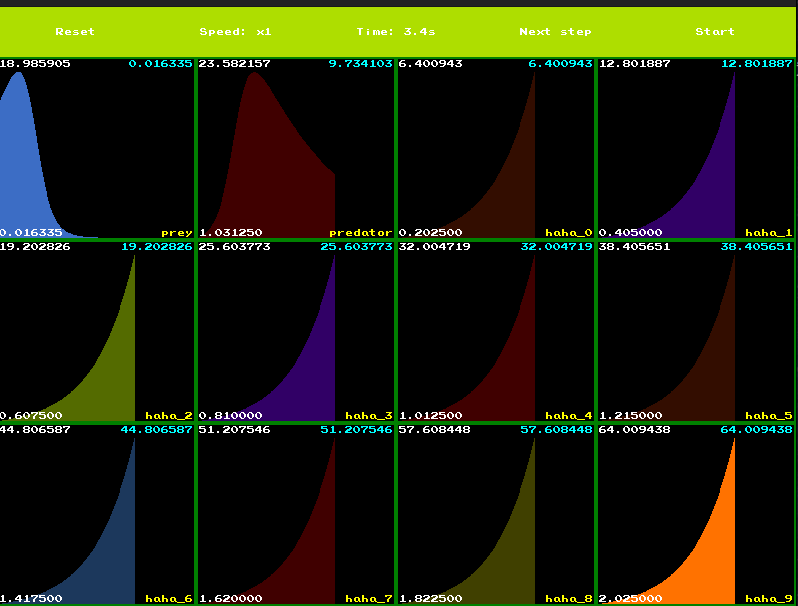 Reset Speed: x1 Time: 3.4s Next step Start
18.985905 0.016335 23.582157 9.734103 6.400943 6.400943 12.801887 12.801887
0.016335 prey 1.031250 predator 0.202500 haha_0 0.405000 haha_1
19.202826 19.202826 25.603773 25.603773 32.004719 32.004719 38.405651 38.405651
0.607500 haha_2 0.810000 haha_3 1.012500 haha_4 1.215000 haha_5
44.806587 44.806587 51.207546 51.207546 57.608448 57.608448 64.009438 64.009438
1.417500 haha_6 1.620000 haha_7 1.822500 haha_8 2.025000 haha_9